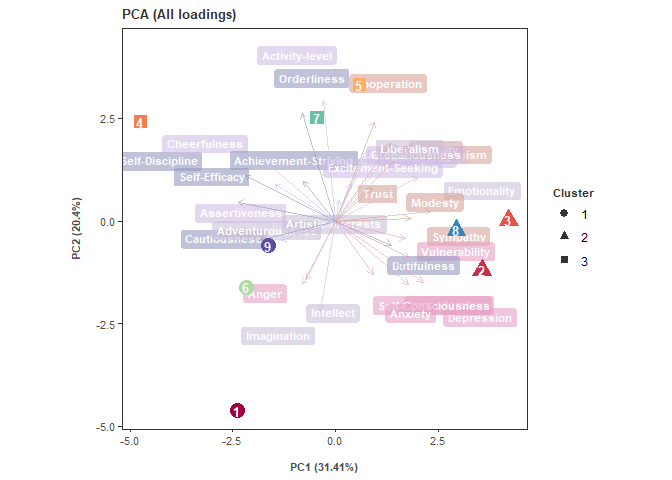 PCA (All loadings)
Activity-level
Orderliness
5
Cooperation
4
7
Cheerfulness
Liberalism
Self-Discipline
Achievement-Striving
Excitement-Seeking
Self-Efficacy
Emotionality
Trust
Modesty
Assertiveness
3
Artistic-Interests
Adventurousness
8
Cautiousness
9
Sympathy
Vulnerability
Dutifulness
2
6
Anger
Self-Consciousness
Intellect
Anxiety
Depression
Imagination
1
2.5
0.0
-2.5
-5.0
-5.0
-2.5
0.0
2.5
PC1 (31.41%)
PC2 (20.4%)
Cluster
1
2
3